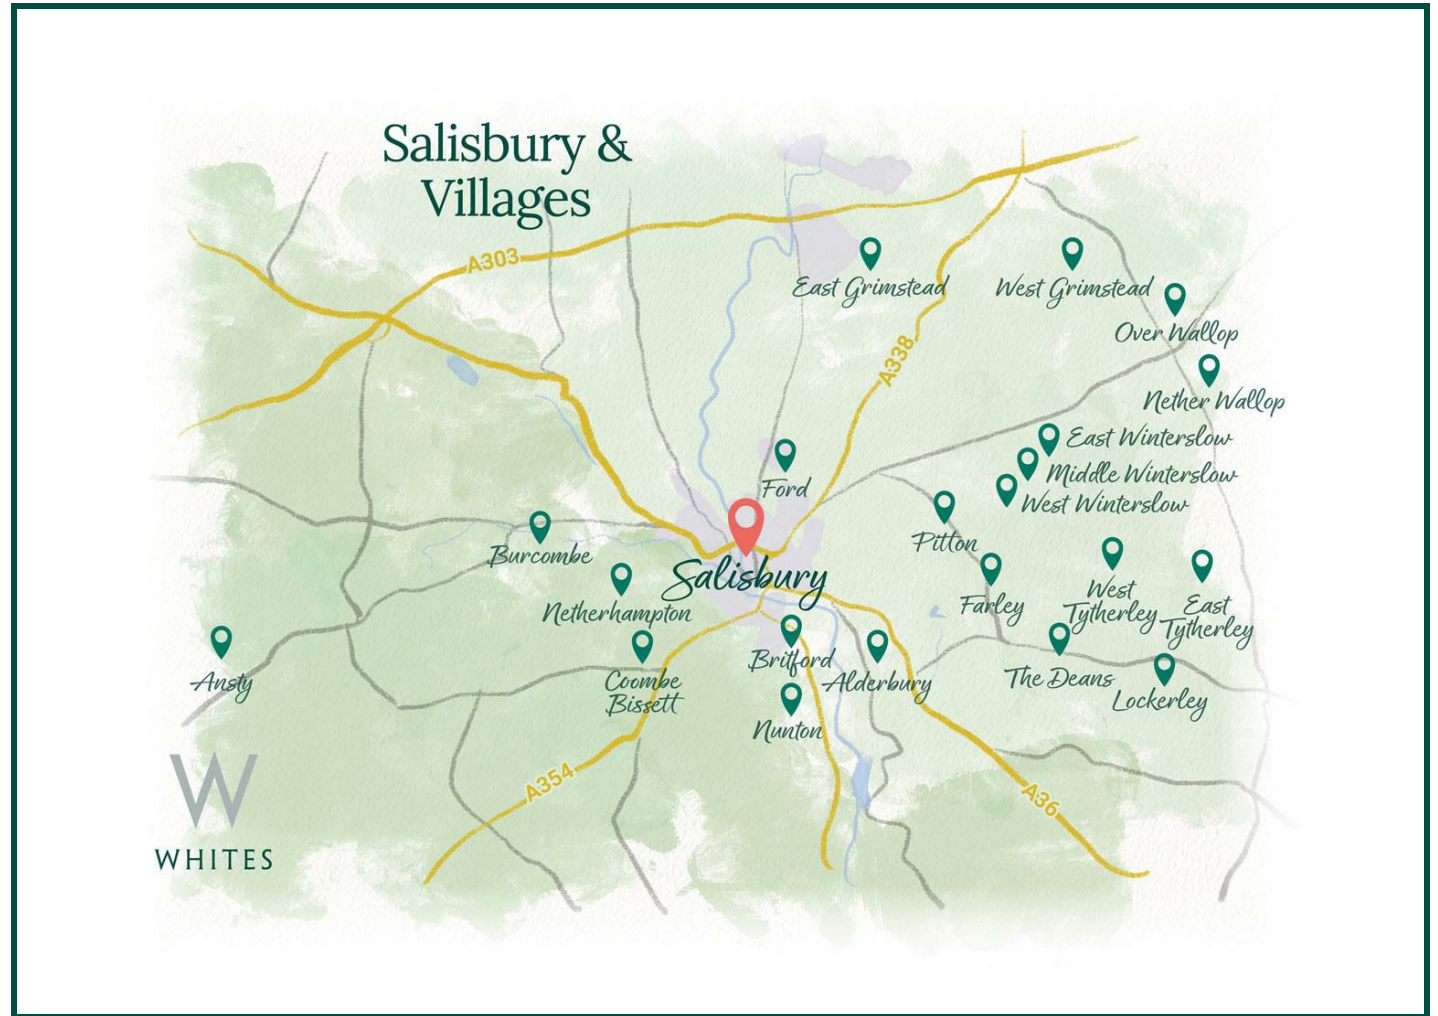 Salisbury &
Villages
A303
East Grimstead
West Grimstead
Over Wallop
A338
Nether Wallop
East Winterslow
Middle Winterslow
West Winterslow
Ford
Pitton
Burcombe
Salisbury
Netherhampton
Farley
West
Tytherley
East
Tytherley
Britford
Ansty
Coombe
Bissett
Alderbury
The Deans
Lockerley
Nunton
A354
A36
W
WHITES